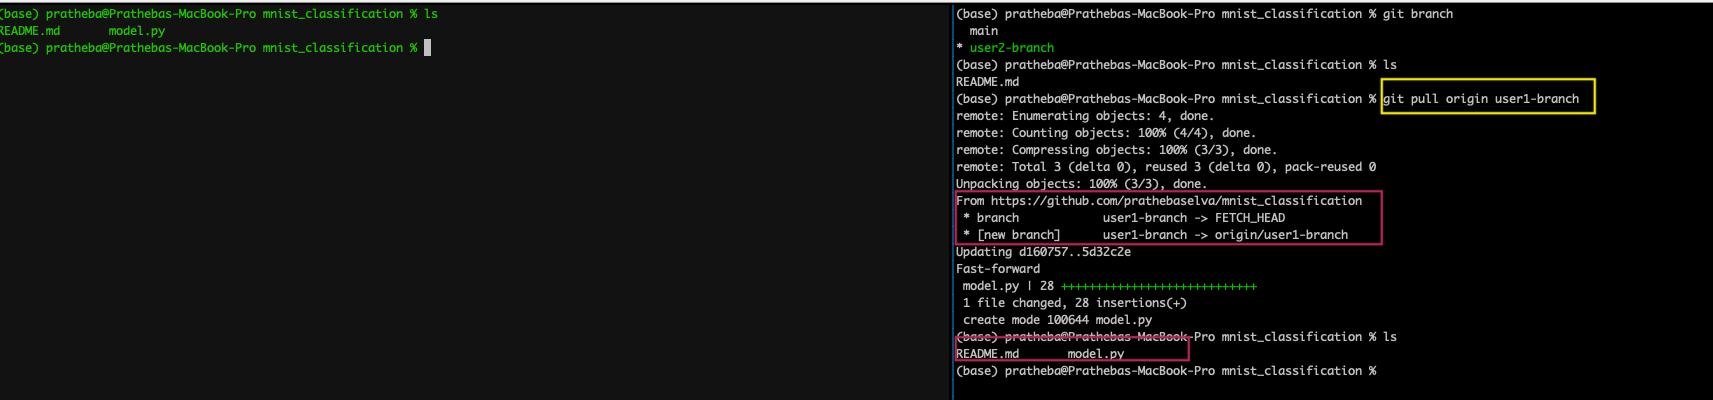 (base) pratheba@Prathebas-MacBook-Pro mnist_classification % ls
README.md model.py
(base) pratheba@Prathebas-MacBook-Pro mnist_classification %
(base) pratheba@Prathebas-MacBook-Pro mnist_classification % git branch
main
* user2-branch
(base) pratheba@Prathebas-MacBook-Pro mnist_classification % ls
README.md
(base) pratheba@Prathebas-MacBook-Pro mnist_classification % git pull origin user1-branch
remote: Enumerating objects: 4, done.
remote: Counting objects: 100% (4/4), done.
remote: Compressing objects: 100% (3/3), done.
remote: Total 3 (delta 0), reused 3 (delta 0), pack-reused 0
Unpacking objects: 100% (3/3), done.
From https://github.com/prathebaselva/mnist_classification
* branch user1-branch -> FETCH_HEAD
* [new branch] user1-branch -> origin/user1-branch
Updating d160757..5d32c2e
Fast-forward
model.py | 28 ++++++++++++++++++++++++++++
1 file changed, 28 insertions(+)
create mode 100644 model.py
(base) pratheba@Prathebas-MacBook-Pro mnist_classification % ls
README.md model.py
(base) pratheba@Prathebas-MacBook-Pro mnist_classification %